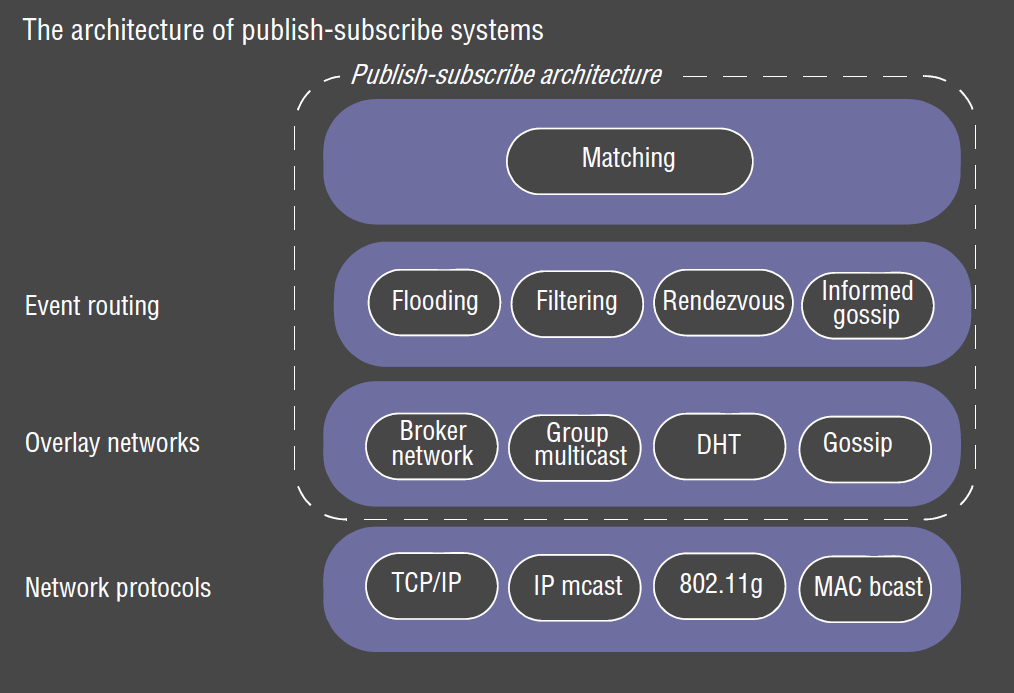 The architecture of publish-subscribe systems
Publish-subscribe architecture
Matching
Event routing
Flooding
Filtering
Rendezvous
Informed
gossip
Overlay networks
Broker
network
Group
multicast
DHT
Gossip
Network protocols
TCP/IP
IP mcast
802.11g
MAC bcast